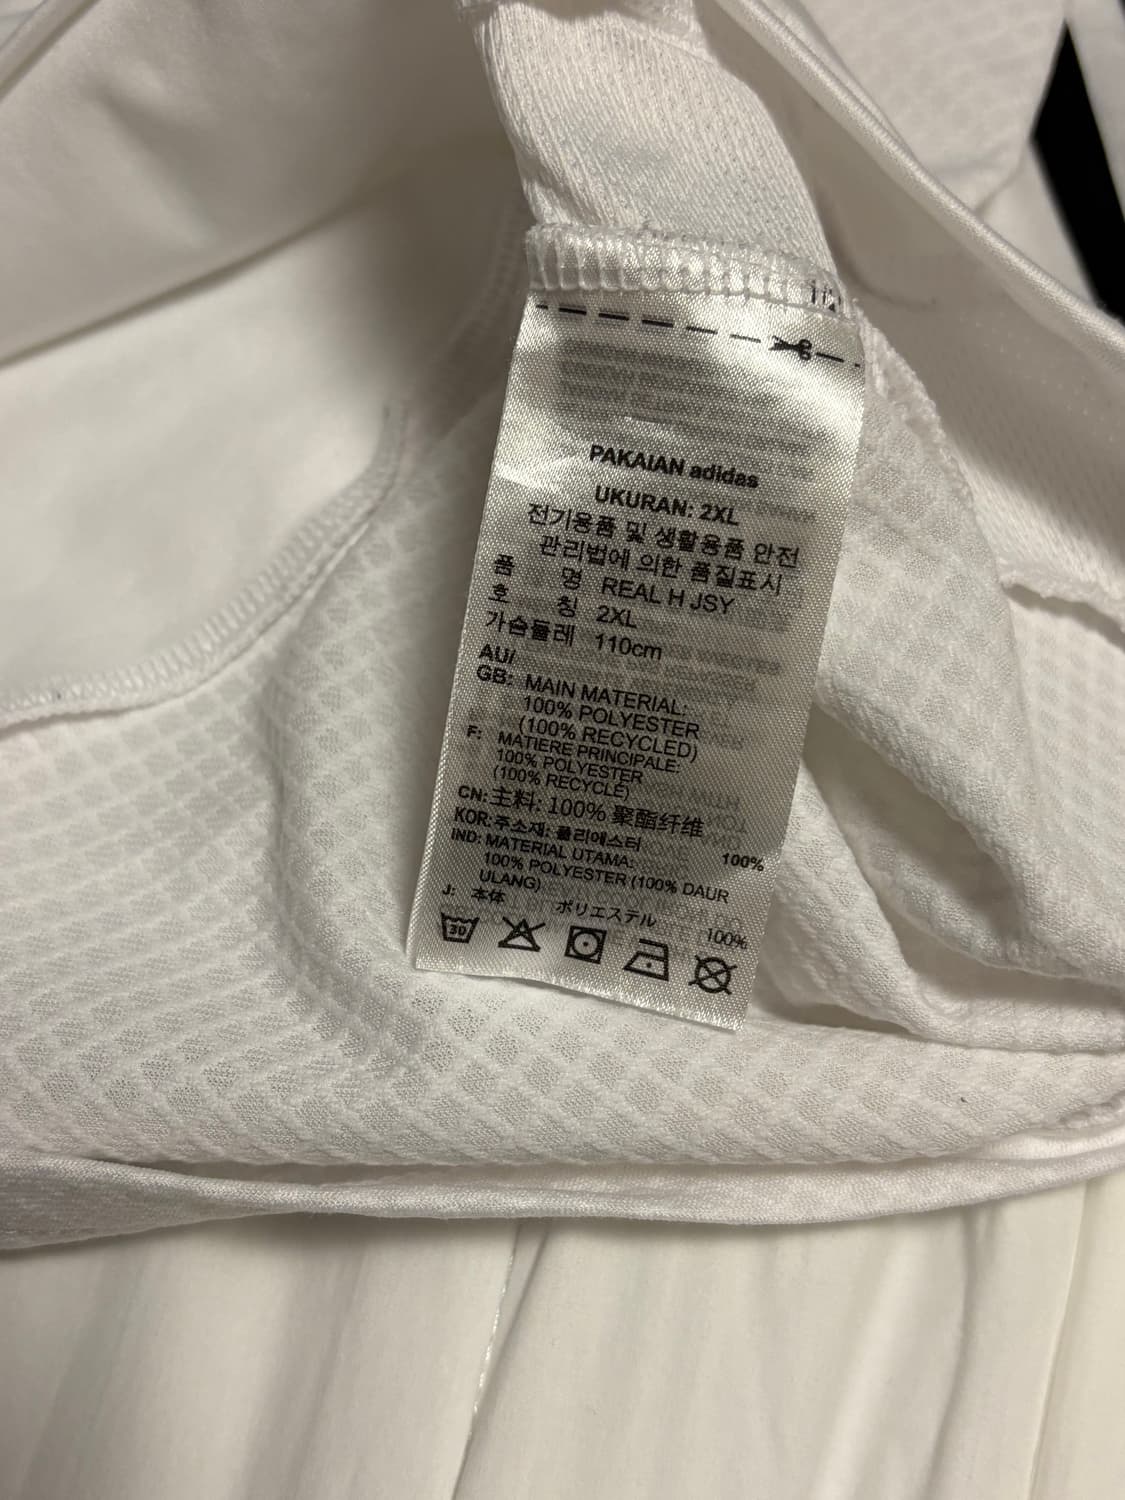 PAKAIAN adidas
UKURAN: 2XL
전기용품 및 생활용품 안전
관리법에 의한 품질표시
품 명 REAL H JSY
호 칭 2XL
가슴둘레 110cm
AU/
GB: MAIN MATERIAL:
100% POLYESTER
(100% RECYCLED)
F: MATIERE PRINCIPALE:
100% POLYESTER
(100% RECYCLE)
CN: 主料: 100% 聚酯纤维
KOR: 주소재: 폴리에스터 100%
IND: MATERIAL UTAMA:
100% POLYESTER (100% DAUR
ULANG)
J: 本体 ポリエステル 100%
30